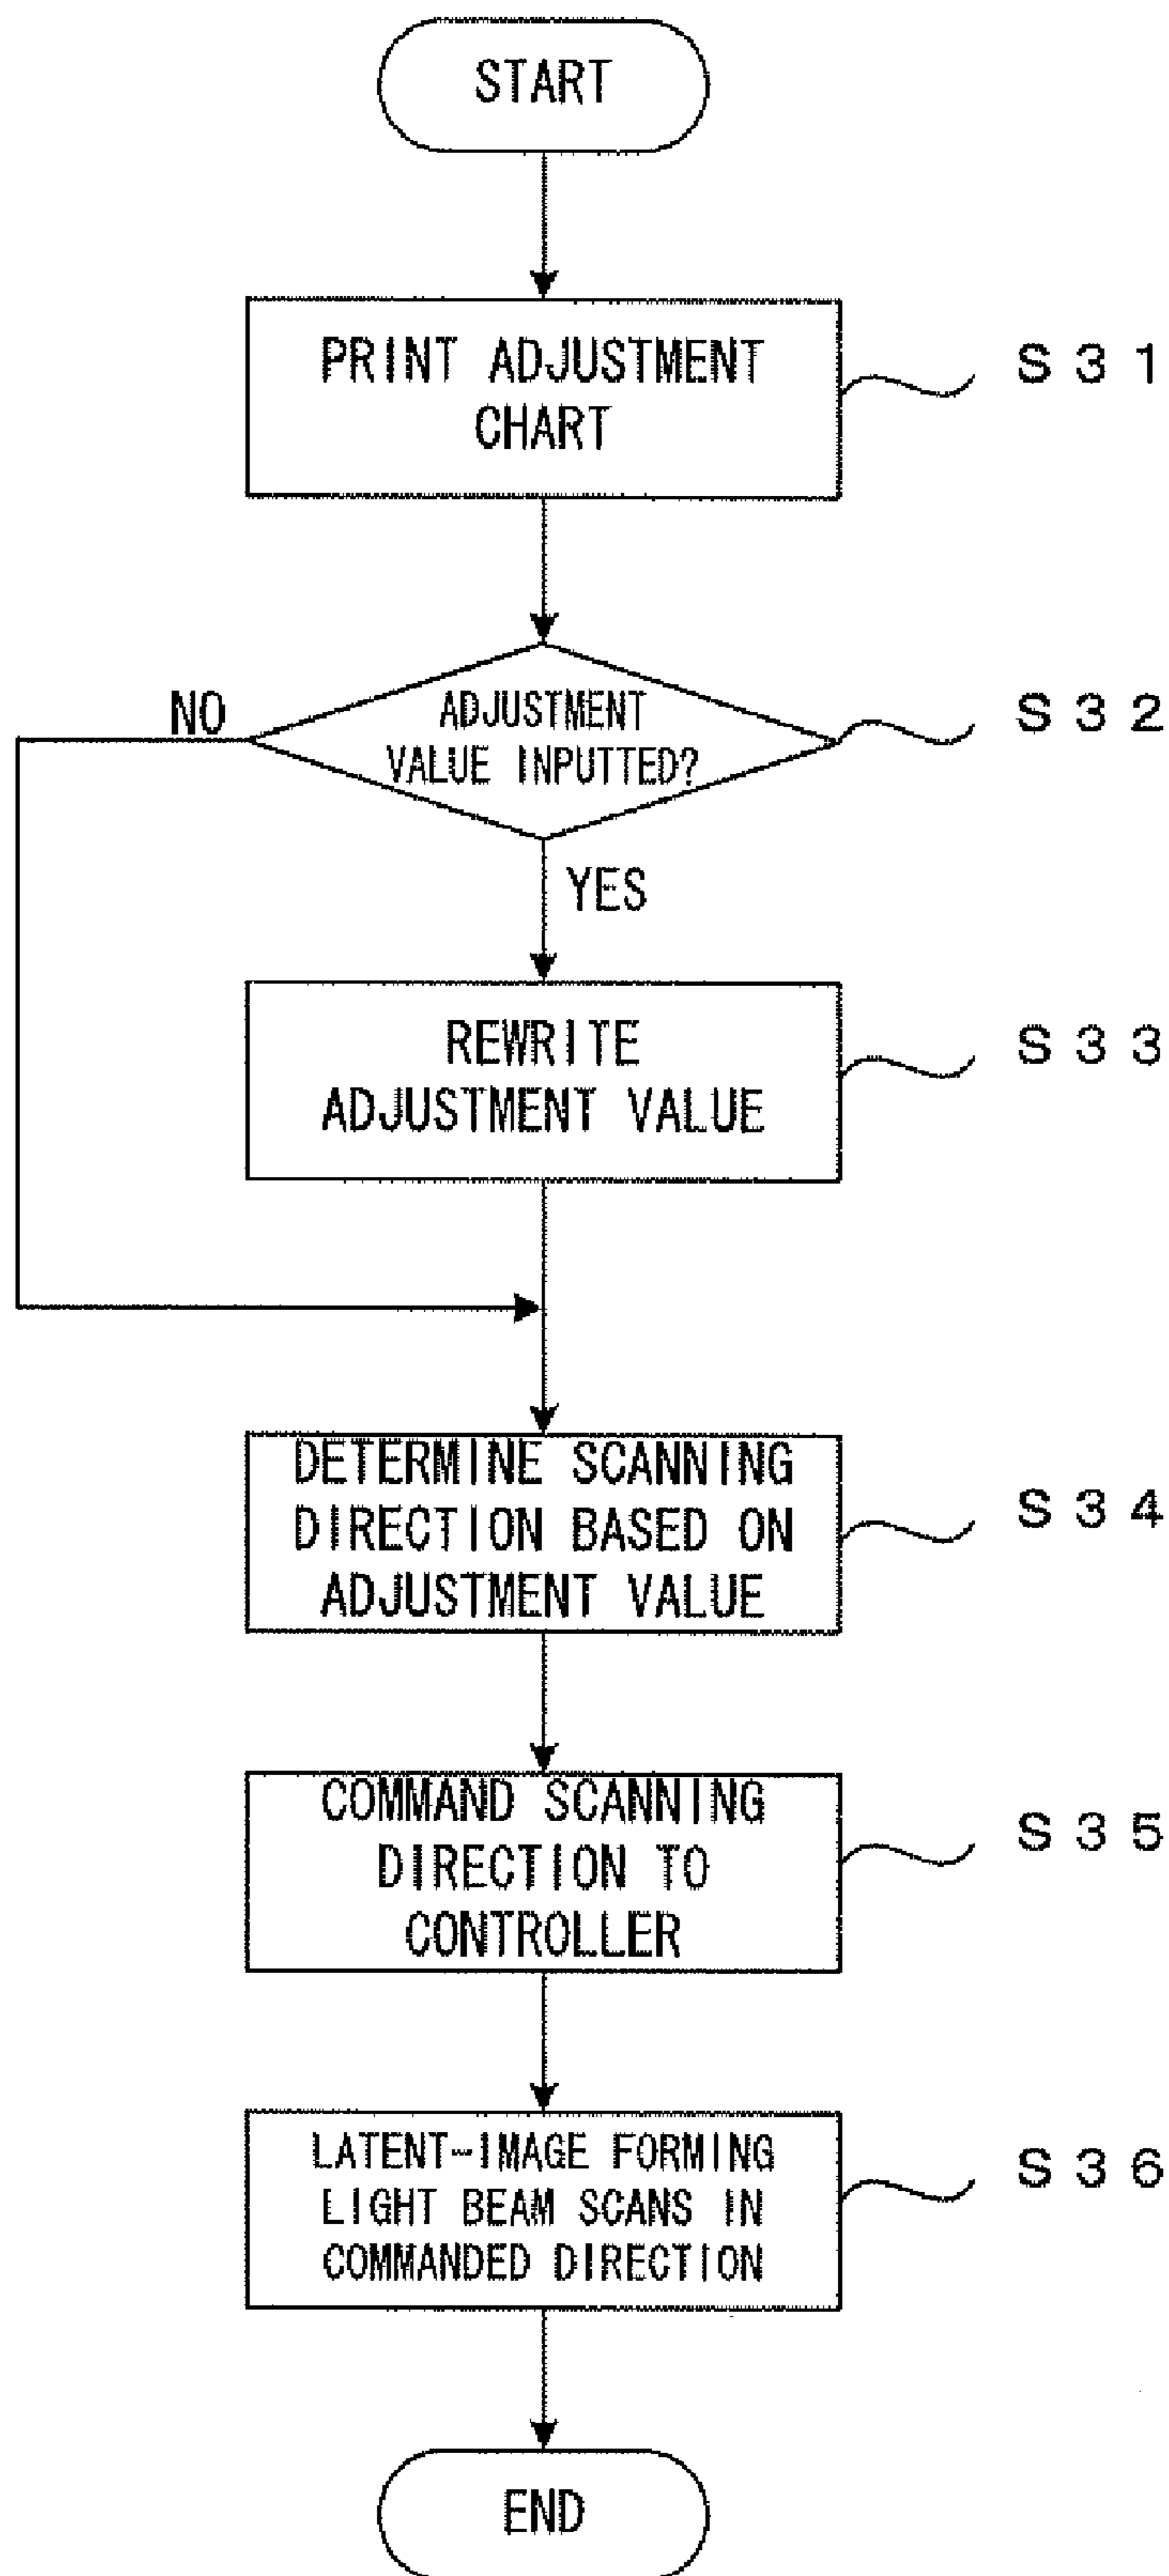 START
PRINT ADJUSTMENT
CHART
S31
NO
ADJUSTMENT
VALUE INPUTTED?
S32
YES
REWRITE
ADJUSTMENT VALUE
S33
DETERMINE SCANNING
DIRECTION BASED ON
ADJUSTMENT VALUE
S34
COMMAND SCANNING
DIRECTION TO
CONTROLLER
S35
LATENT-IMAGE FORMING
LIGHT BEAM SCANS IN
COMMANDED DIRECTION
S36
END